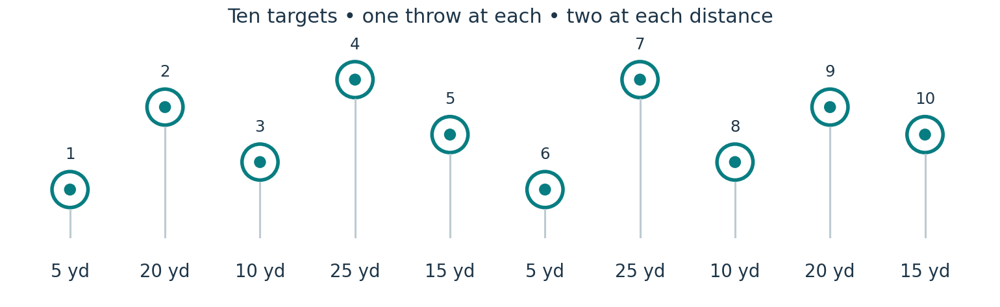 Ten targets • one throw at each • two at each distance
1 2 3 4 5 6 7 8 9 10
5 yd 20 yd 10 yd 25 yd 15 yd 5 yd 25 yd 10 yd 20 yd 15 yd